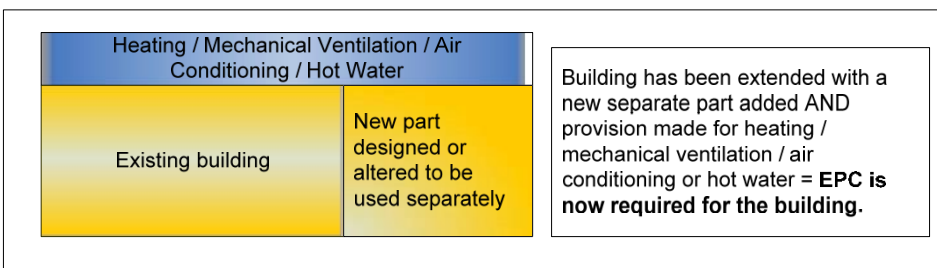 Heating / Mechanical Ventilation / Air
Conditioning / Hot Water
Existing building
New part
designed or
altered to be
used separately
Building has been extended with a
new separate part added AND
provision made for heating /
mechanical ventilation / air
conditioning or hot water = EPC is
now required for the building.